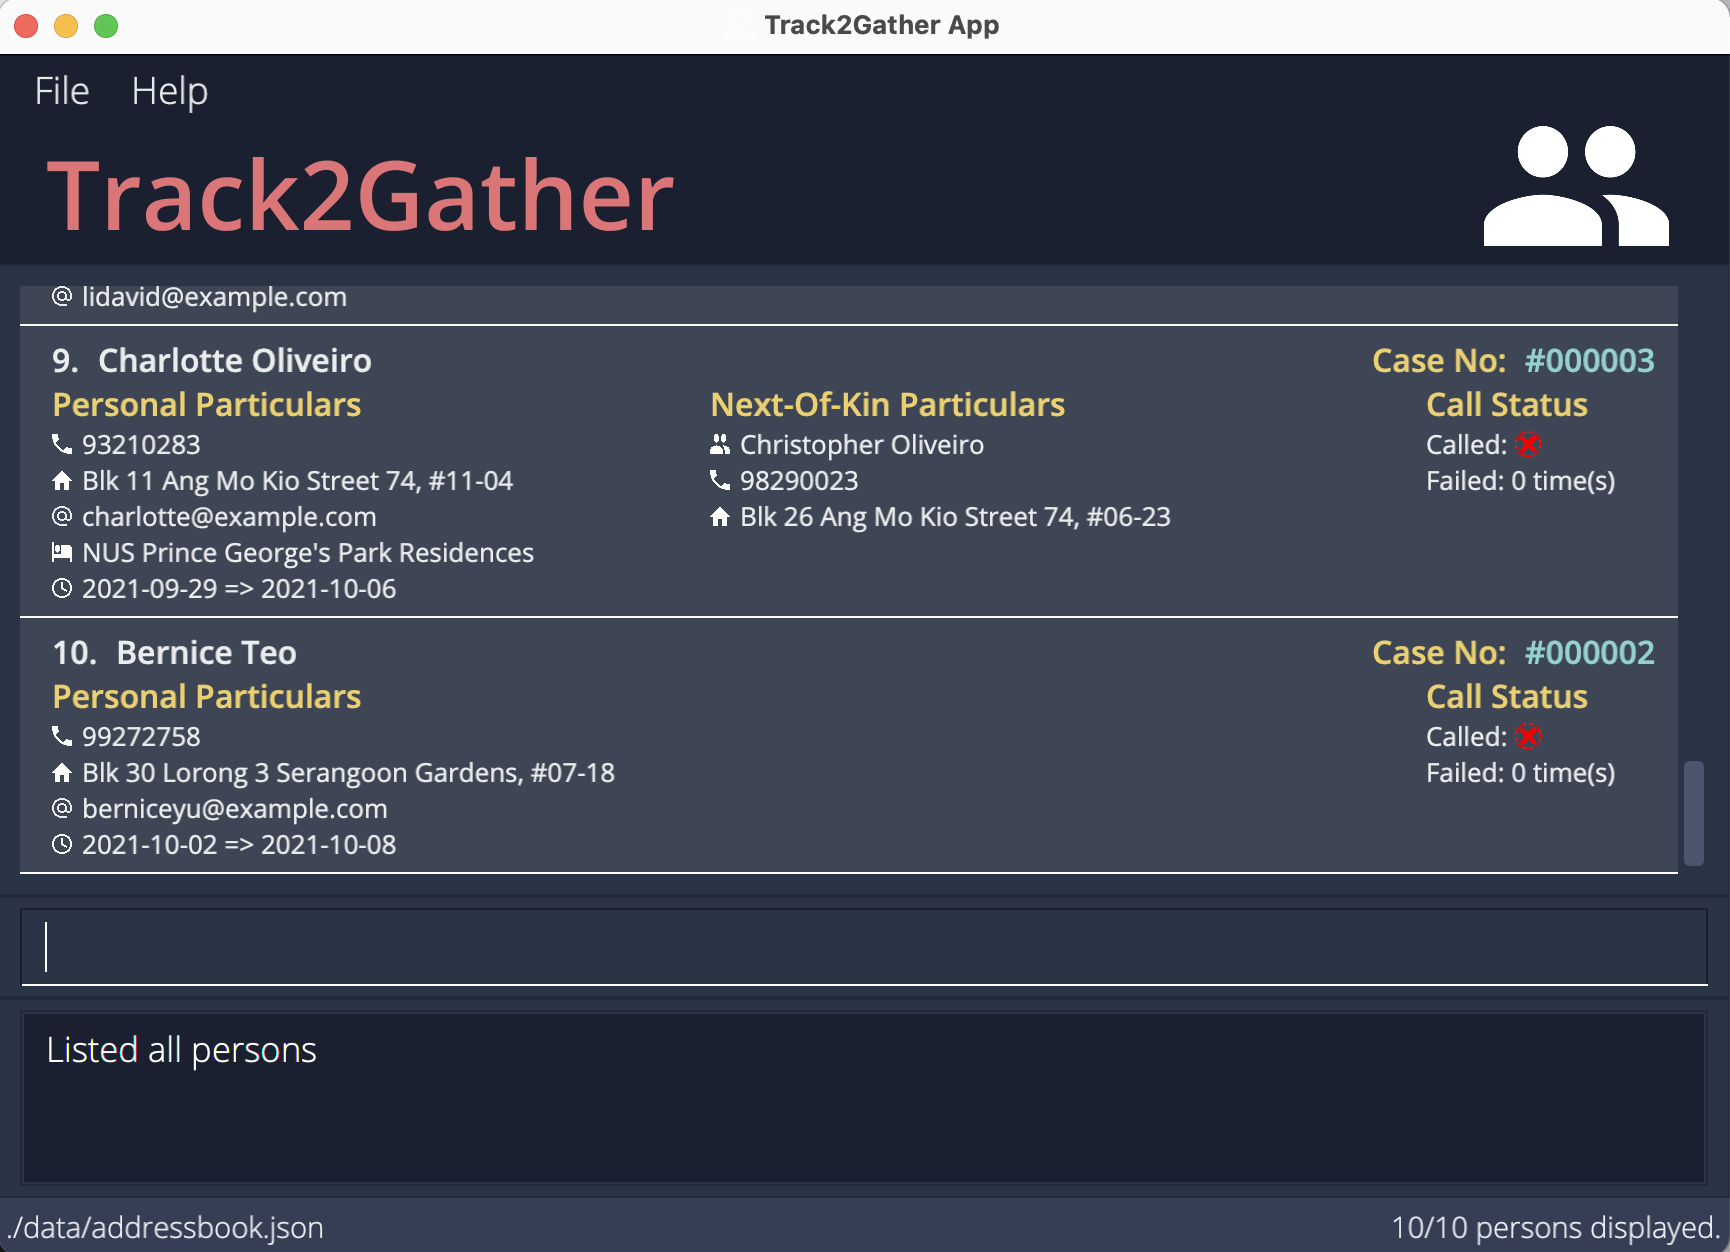 Track2Gather App
File Help
Track2Gather
@ lidavid@example.com
9. Charlotte Oliveiro
Case No: #000003
Personal Particulars
93210283
Blk 11 Ang Mo Kio Street 74, #11-04
@ charlotte@example.com
NUS Prince George's Park Residences
2021-09-29 => 2021-10-06
Next-Of-Kin Particulars
Christopher Oliveiro
98290023
Blk 26 Ang Mo Kio Street 74, #06-23
Call Status
Called:
Failed: 0 time(s)
10. Bernice Teo
Case No: #000002
Personal Particulars
99272758
Blk 30 Lorong 3 Serangoon Gardens, #07-18
@ berniceyu@example.com
2021-10-02 => 2021-10-08
Call Status
Called:
Failed: 0 time(s)
Listed all persons
./data/addressbook.json
10/10 persons displayed.